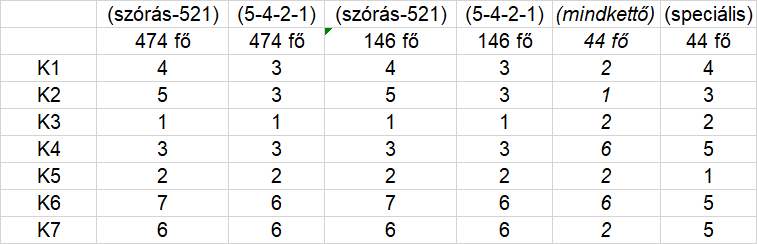 (szórás-521) (5-4-2-1) (szórás-521) (5-4-2-1) (mindkettő) (speciális)
474 fő 474 fő 146 fő 146 fő 44 fő 44 fő
K1 4 3 4 3 2 4
K2 5 3 5 3 1 3
K3 1 1 1 1 2 2
K4 3 3 3 3 6 5
K5 2 2 2 2 2 1
K6 7 6 7 6 6 5
K7 6 6 6 6 2 5